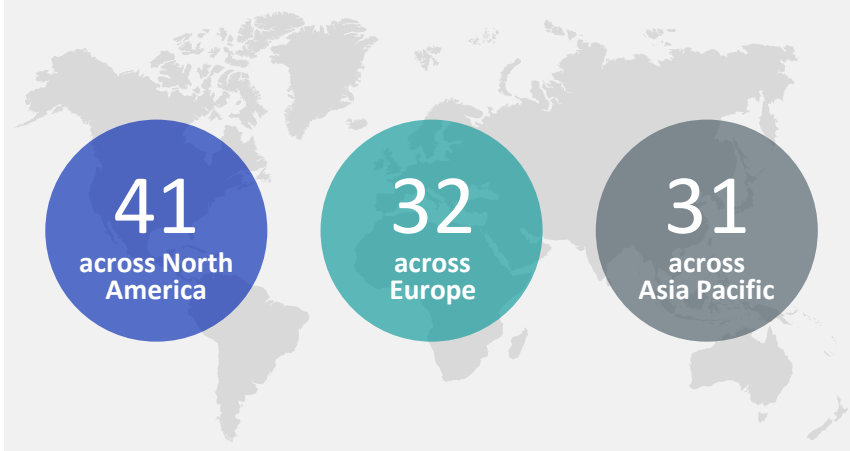 41
across North
America
32
across
Europe
31
across
Asia Pacific